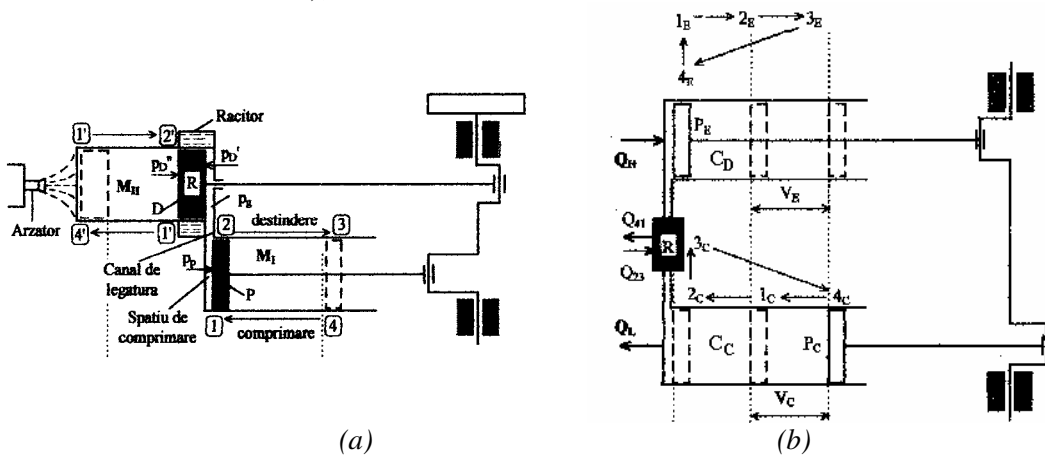 Racitor
1' 2'
p_D'' p_D'
M_II
R
D
p_E
Arzator
4' 1'
2 destindere 3
Canal de
legatura
p_P
M_I
P
Spatiu de
comprimare
1 comprimare 4
(a)
1_E 2_E 3_E
4_E
P_E
C_D
Q_H
V_E
Q_41
R
3_C
Q_23
2_C 1_C 4_C
Q_L
C_C
P_C
V_C
(b)